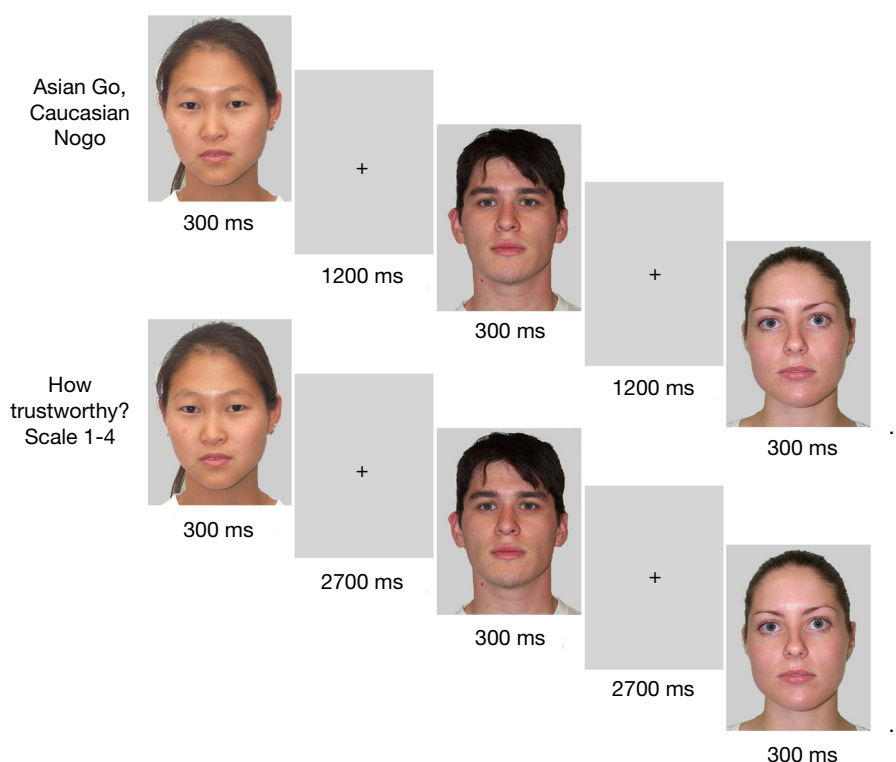 Asian Go,
Caucasian
Nogo
300 ms
+
1200 ms
300 ms
+
1200 ms
300 ms
.
How
trustworthy?
Scale 1-4
300 ms
+
2700 ms
300 ms
+
2700 ms
300 ms
.